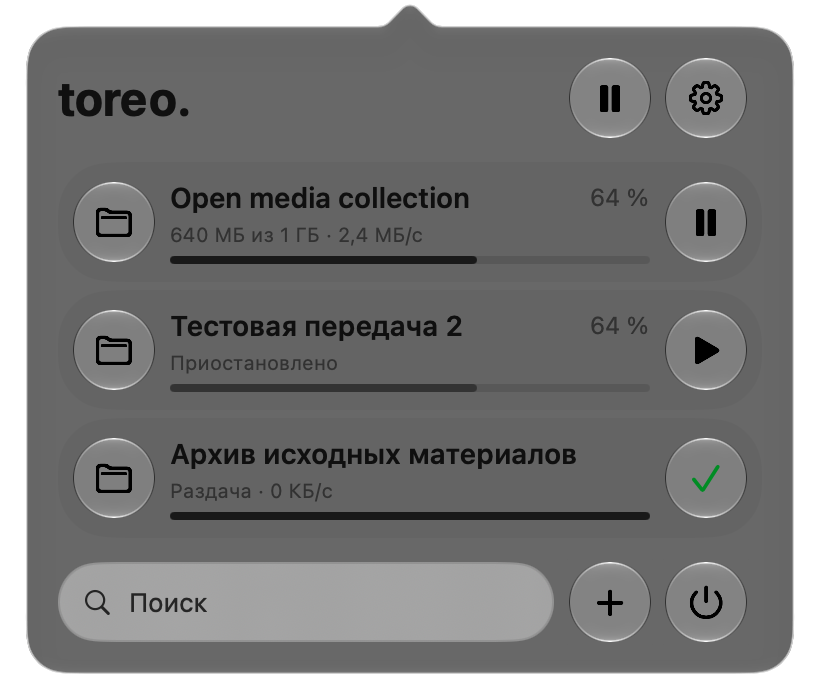 toreo.
Open media collection
64 %
640 МБ из 1 ГБ · 2,4 МБ/с
Тестовая передача 2
64 %
Приостановлено
Архив исходных материалов
Раздача · 0 КБ/с
Поиск